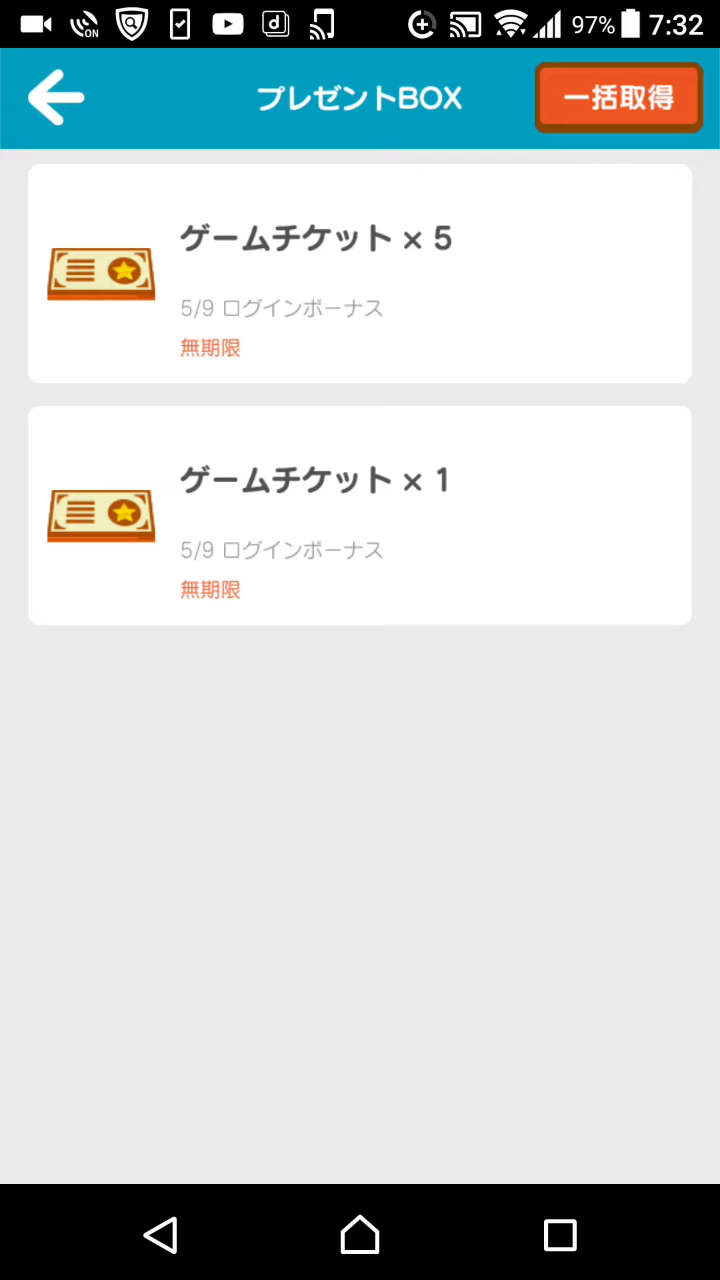 ON
97% 7:32
プレゼントBOX
一括取得
ゲームチケット × 5
5/9 ログインボーナス
無期限
ゲームチケット × 1
5/9 ログインボーナス
無期限